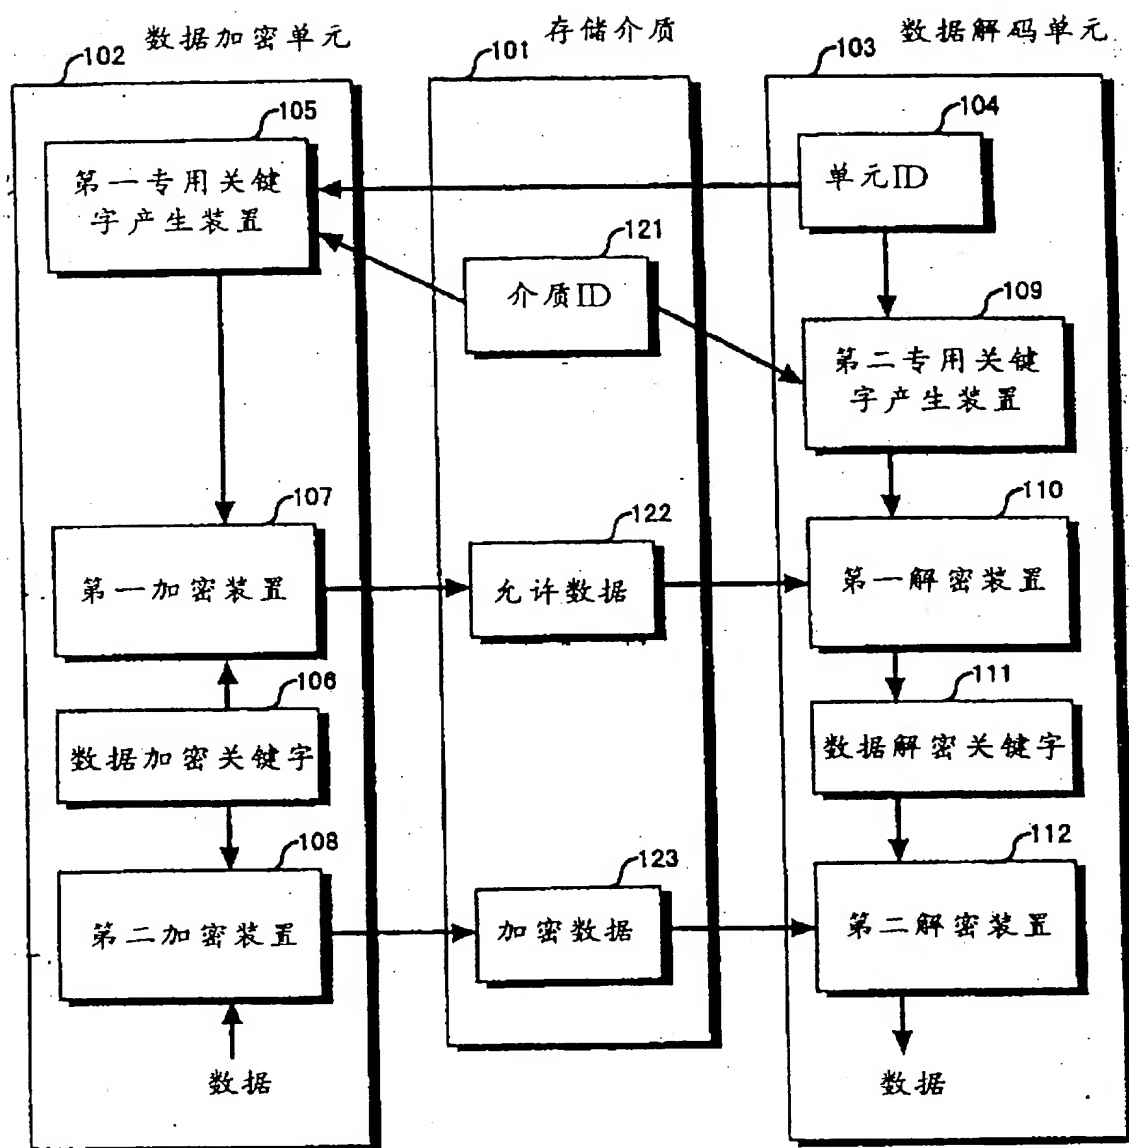 102
数据加密单元
101
存储介质
103
数据解码单元
105
第一专用关键
字产生装置
104
单元ID
121
介质ID
109
第二专用关键
字产生装置
107
第一加密装置
122
允许数据
110
第一解密装置
106
数据加密关键字
111
数据解密关键字
108
第二加密装置
123
加密数据
112
第二解密装置
数据
数据